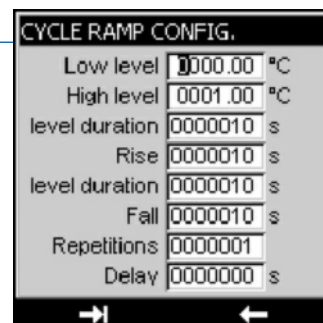 CYCLE RAMP CONFIG.
Low level 0000.00 °C
High level 0001.00 °C
level duration 0000010 s
Rise 0000010 s
level duration 0000010 s
Fall 0000010 s
Repetitions 0000001
Delay 0000000 s